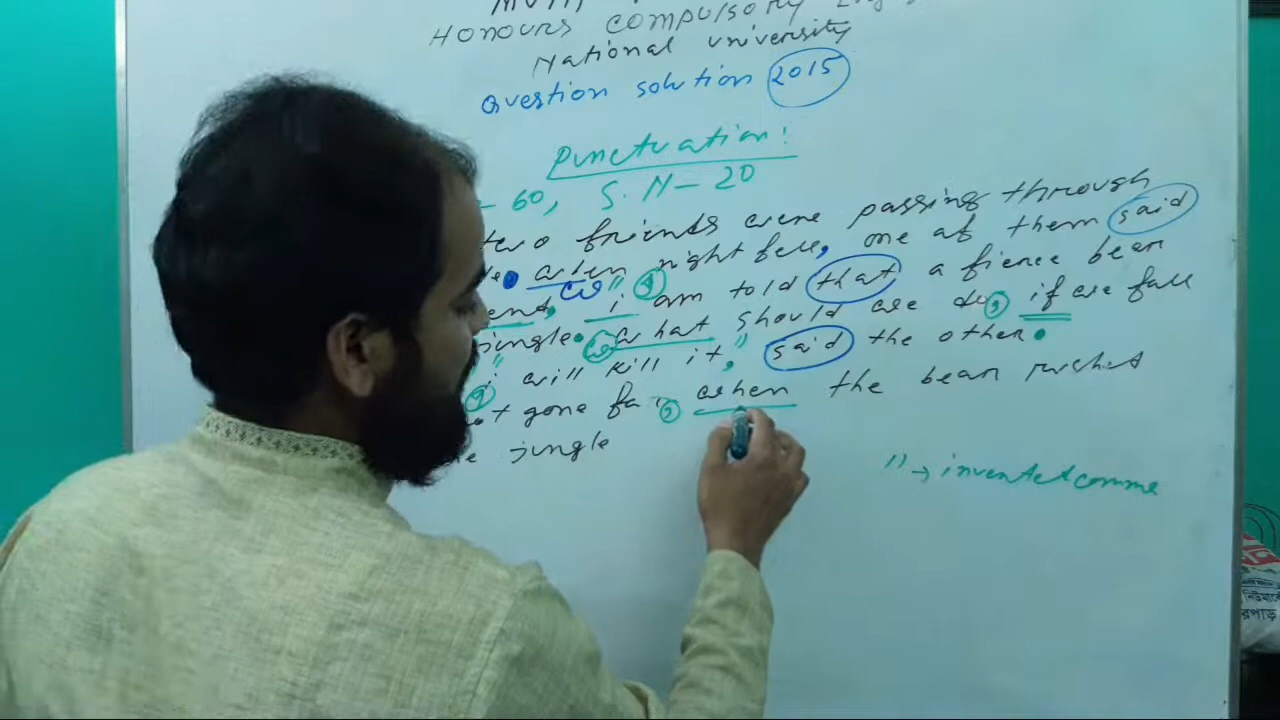 Honours compulsory
National university
Question solution 2015
Punctuation:
- 60, S.N-20
two friends were passing through
when night fell, one of them said
end, " i am told that a fierce bear
jungle. what should we do if we fall
" i will kill it," said the other.
not gone far when the bear rushed
jungle
" → inverted comma